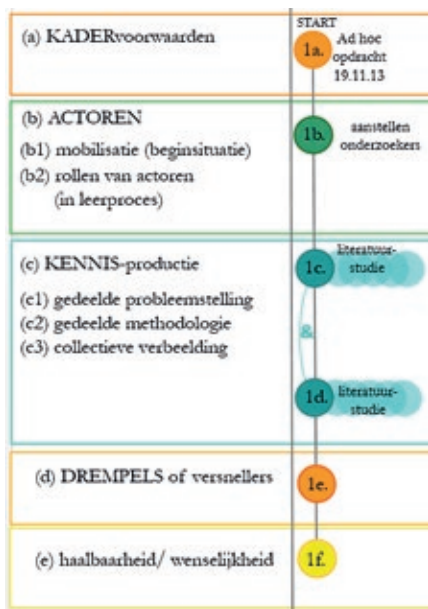 START
(a) KADERvoorwaarden
1a.
Ad hoc
opdracht
19.11.13
(b) ACTOREN
(b1) mobilisatie (beginsituatie)
(b2) rollen van actoren
(in leerproces)
1b.
aanstellen
onderzoekers
(c) KENNIS-productie
(c1) gedeelde probleemstelling
(c2) gedeelde methodologie
(c3) collectieve verbeelding
1c.
literatuur-
studie
&
1d.
literatuur-
studie
(d) DREMPELS of versnellers
1e.
(e) haalbaarheid/ wenselijkheid
1f.